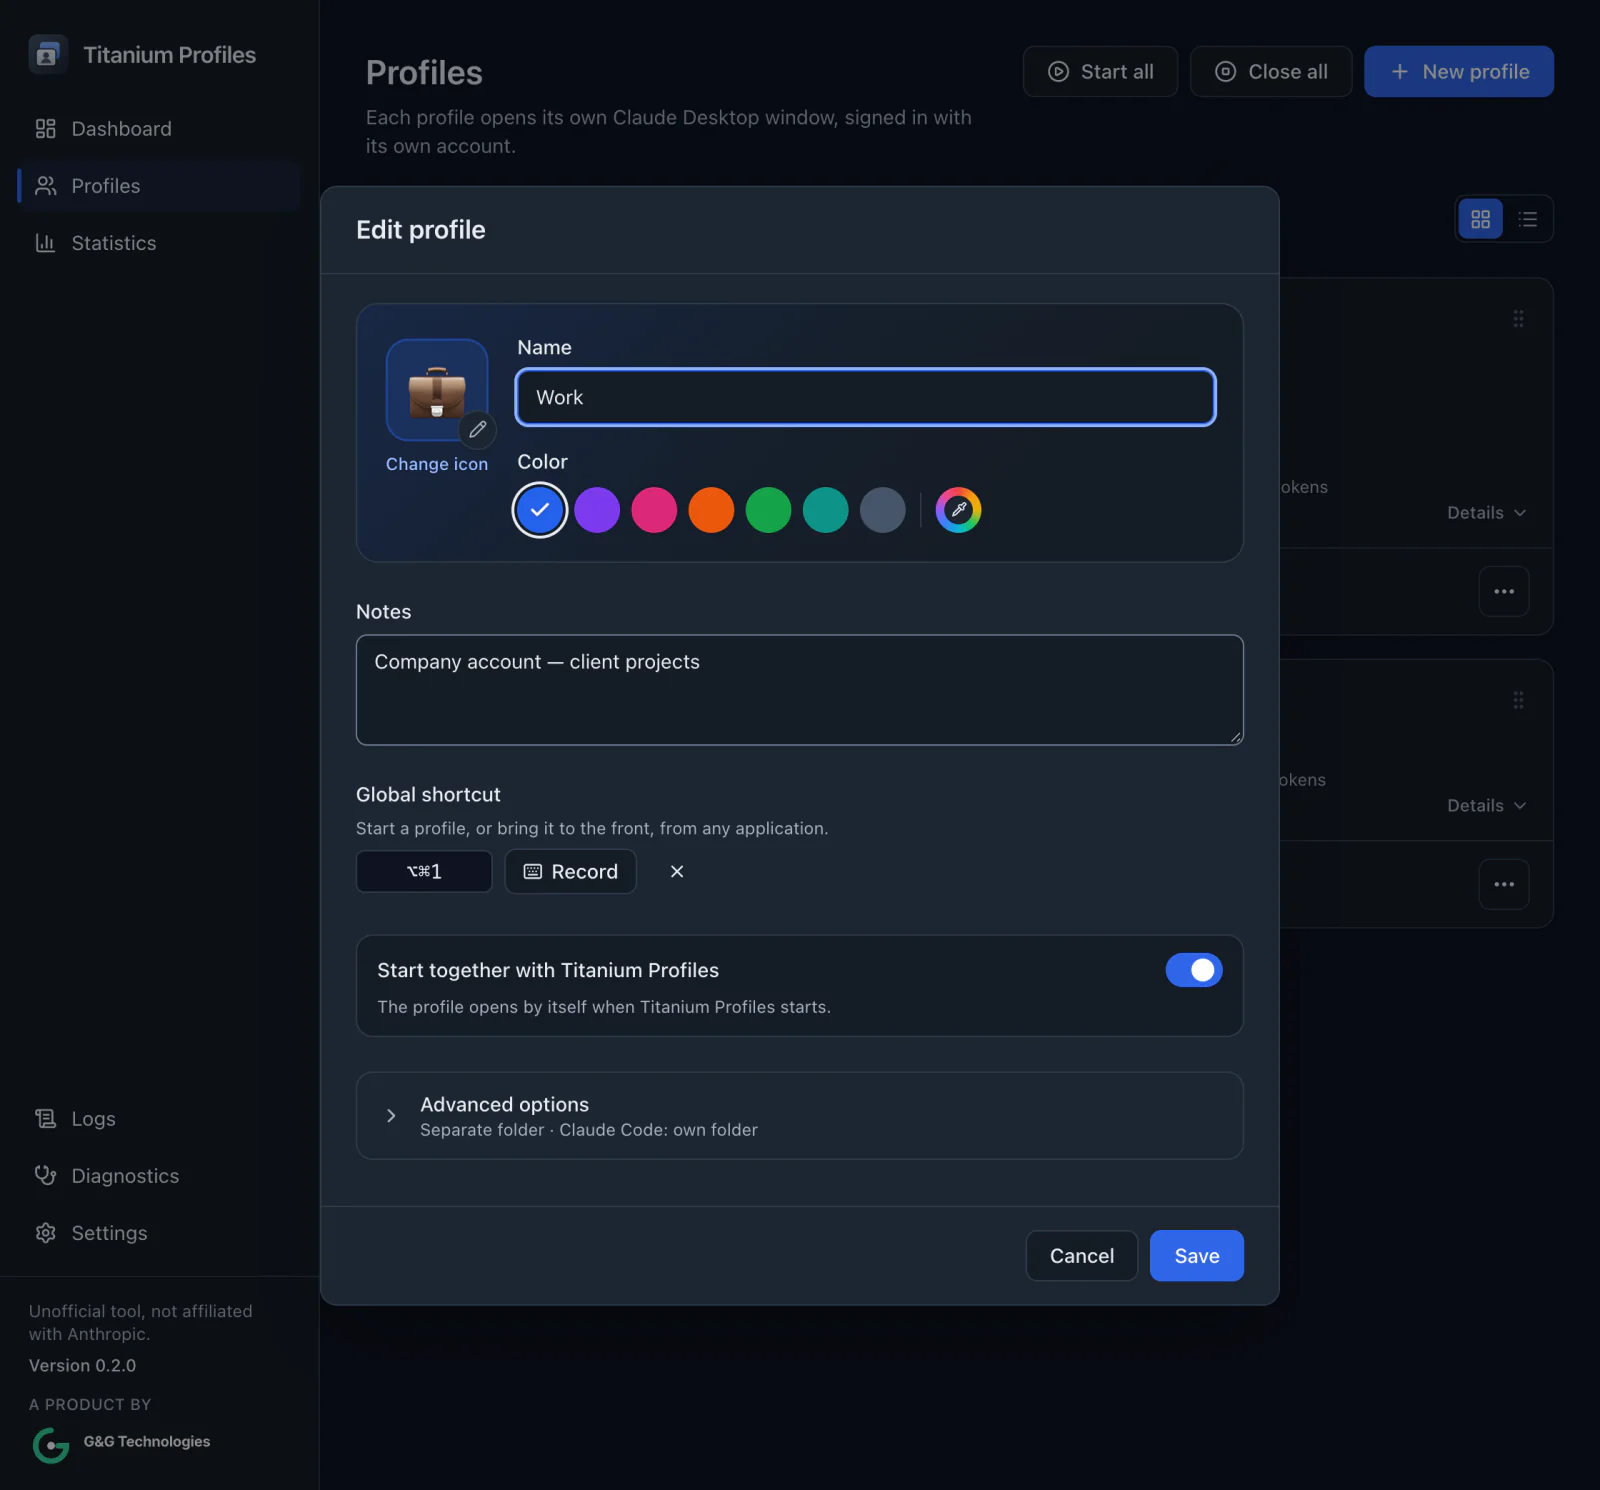 Titanium Profiles
Dashboard
Profiles
Statistics
Logs
Diagnostics
Settings
Unofficial tool, not affiliated
with Anthropic.
Version 0.2.0
A PRODUCT BY
G&G Technologies
Profiles
Each profile opens its own Claude Desktop window, signed in with
its own account.
Start all
Close all
New profile
Edit profile
Name
Work
Change icon
Color
Notes
Company account — client projects
Global shortcut
Start a profile, or bring it to the front, from any application.
⌥⌘1
Record
Start together with Titanium Profiles
The profile opens by itself when Titanium Profiles starts.
Advanced options
Separate folder · Claude Code: own folder
Cancel
Save
okens
Details
okens
Details